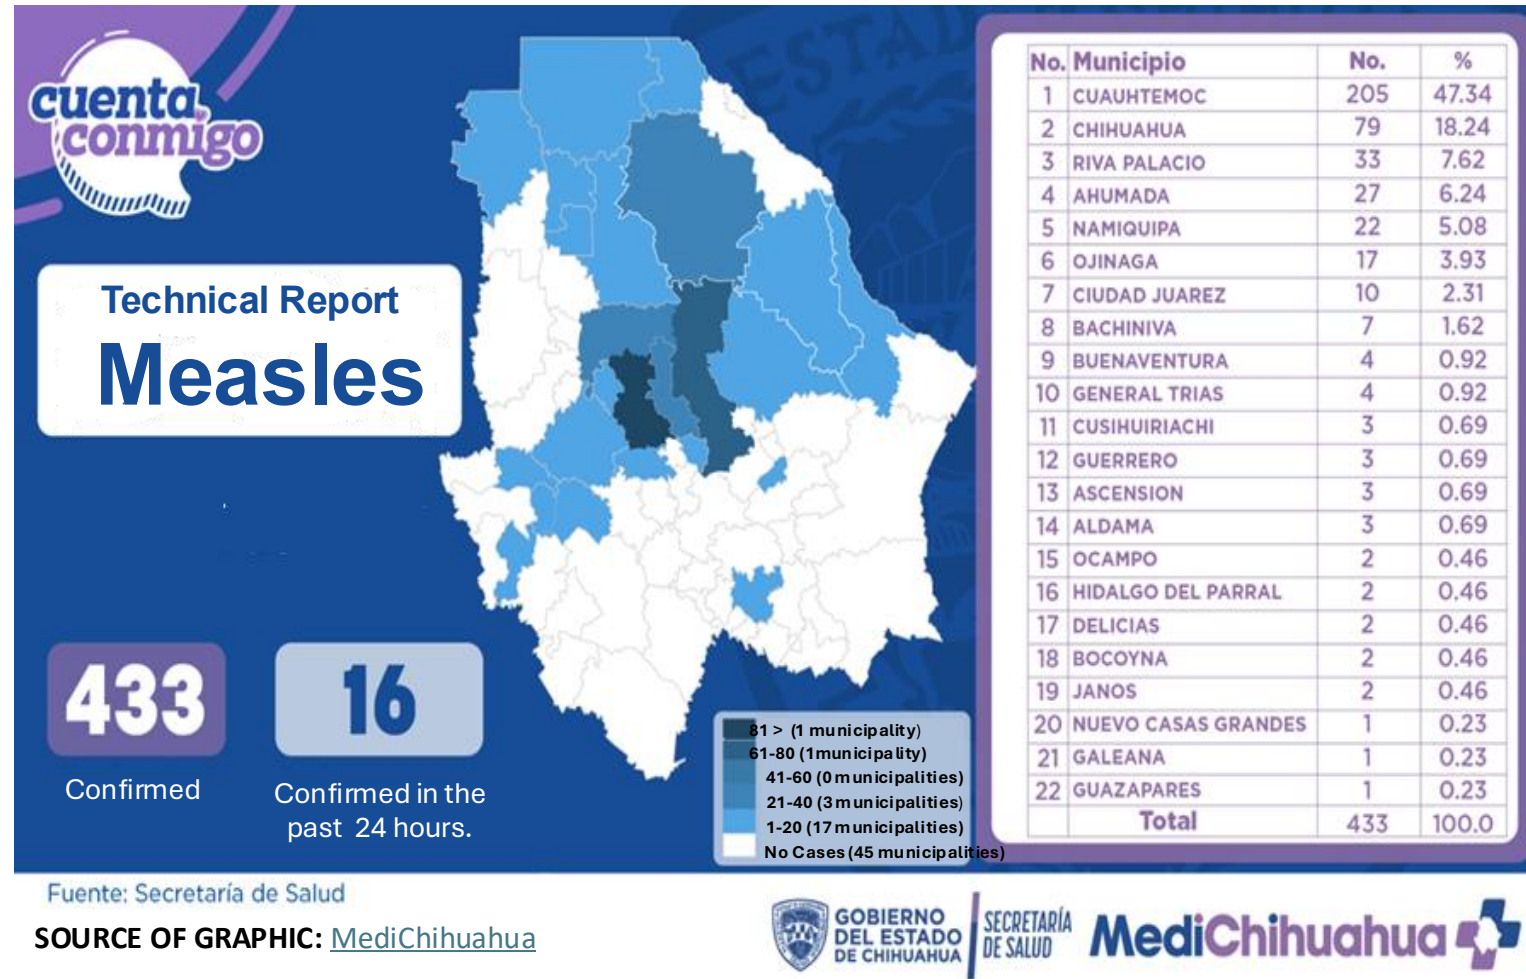 cuenta
conmigo
Technical Report
Measles
433
Confirmed
16
Confirmed in the
past 24 hours.
81 > (1 municipality)
61-80 (1municipality)
41-60 (0 municipalities)
21-40 (3 municipalities)
1-20 (17 municipalities)
No Cases (45 municipalities)
No. Municipio No. %
1 CUAUHTEMOC 205 47.34
2 CHIHUAHUA 79 18.24
3 RIVA PALACIO 33 7.62
4 AHUMADA 27 6.24
5 NAMIQUIPA 22 5.08
6 OJINAGA 17 3.93
7 CIUDAD JUAREZ 10 2.31
8 BACHINIVA 7 1.62
9 BUENAVENTURA 4 0.92
10 GENERAL TRIAS 4 0.92
11 CUSIHUIRIACHI 3 0.69
12 GUERRERO 3 0.69
13 ASCENSION 3 0.69
14 ALDAMA 3 0.69
15 OCAMPO 2 0.46
16 HIDALGO DEL PARRAL 2 0.46
17 DELICIAS 2 0.46
18 BOCOYNA 2 0.46
19 JANOS 2 0.46
20 NUEVO CASAS GRANDES 1 0.23
21 GALEANA 1 0.23
22 GUAZAPARES 1 0.23
Total 433 100.0
Fuente: Secretaría de Salud
SOURCE OF GRAPHIC: MediChihuahua
GOBIERNO
DEL ESTADO
DE CHIHUAHUA
SECRETARÍA
DE SALUD
MediChihuahua